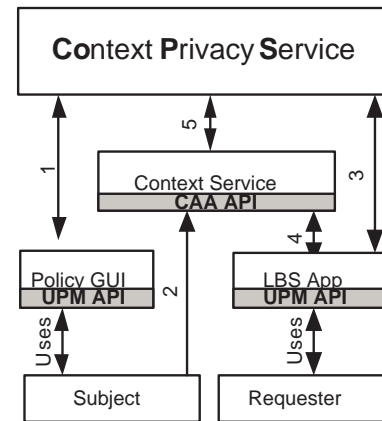 Context Privacy Service
5
1
3
Context Service
CAA API
4
2
Policy GUI
UPM API
LBS App
UPM API
Uses
Uses
Subject
Requester